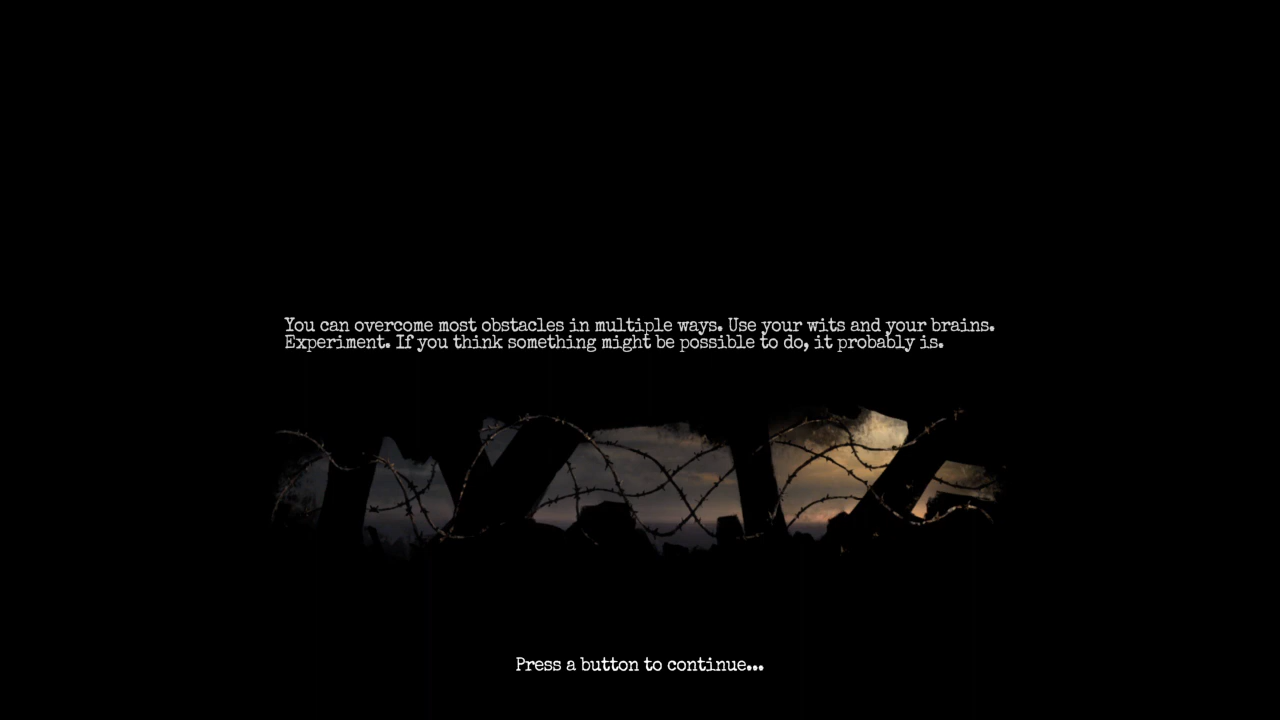 You can overcome most obstacles in multiple ways. Use your wits and your brains.
Experiment. If you think something might be possible to do, it probably is.
Press a button to continue...